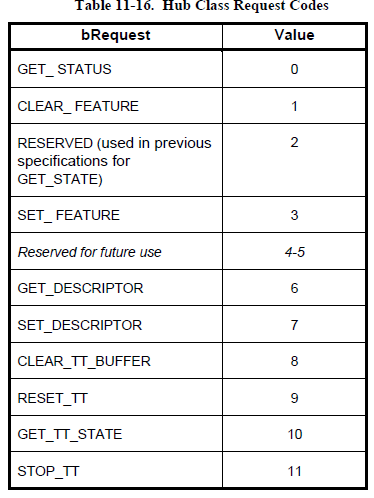 Table 11-16. Hub Class Request Codes
bRequest Value
GET_ STATUS 0
CLEAR_ FEATURE 1
RESERVED (used in previous 2
specifications for
GET_STATE)
SET_ FEATURE 3
Reserved for future use 4-5
GET_DESCRIPTOR 6
SET_DESCRIPTOR 7
CLEAR_TT_BUFFER 8
RESET_TT 9
GET_TT_STATE 10
STOP_TT 11